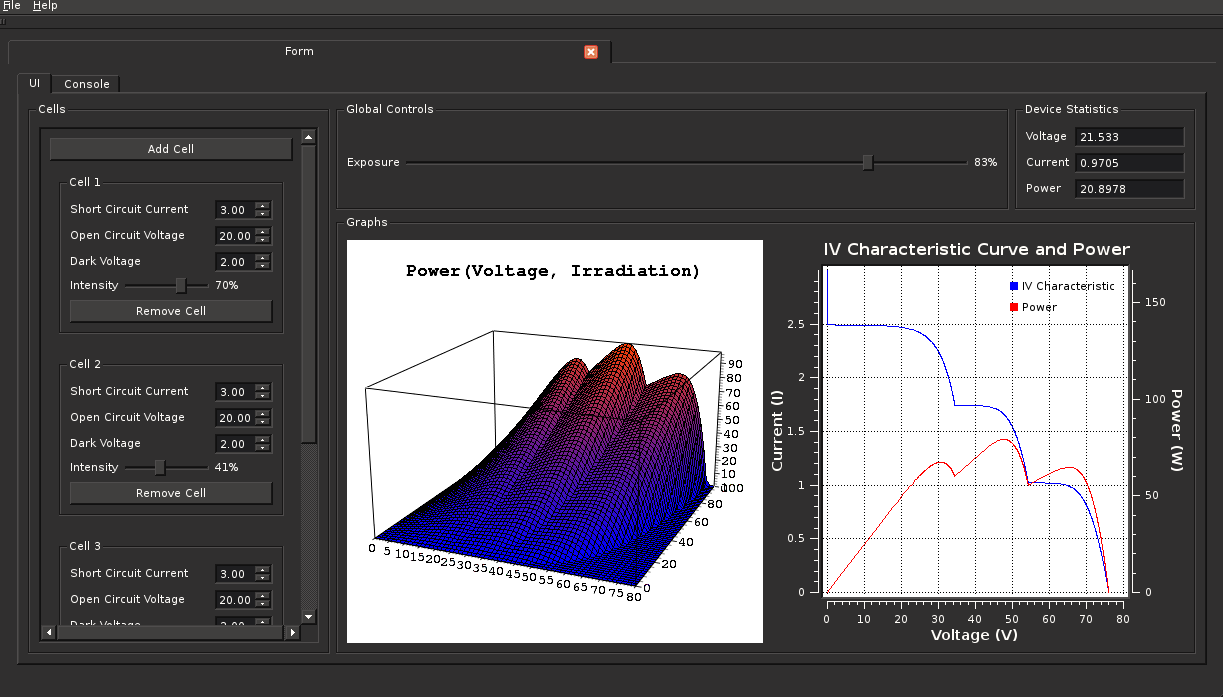 File Help
Form
UI Console
Cells
Add Cell
Cell 1
Short Circuit Current 3.00
Open Circuit Voltage 20.00
Dark Voltage 2.00
Intensity 70%
Remove Cell
Cell 2
Short Circuit Current 3.00
Open Circuit Voltage 20.00
Dark Voltage 2.00
Intensity 41%
Remove Cell
Cell 3
Short Circuit Current 3.00
Open Circuit Voltage 20.00
Dark Voltage 2.00
Global Controls
Exposure 83%
Device Statistics
Voltage 21.533
Current 0.9705
Power 20.8978
Graphs
Power(Voltage, Irradiation)
90
80
70
60
50
40
30
20
10
0
100
80
60
40
20
0
0 5 10 15 20 25 30 35 40 45 50 55 60 65 70 75 80
IV Characteristic Curve and Power
IV Characteristic
Power
Current (I)
2.5
2
1.5
1
0.5
0
150
100
50
0
Power (W)
0 10 20 30 40 50 60 70 80
Voltage (V)